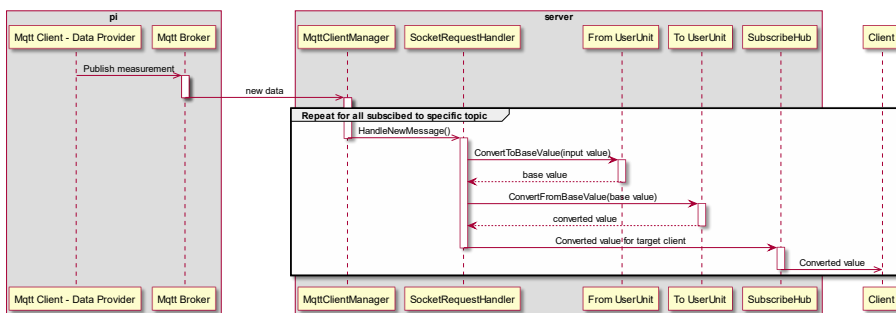 pi
server
Mqtt Client - Data Provider
Mqtt Broker
MqttClientManager
SocketRequestHandler
From UserUnit
To UserUnit
SubscribeHub
Client
Publish measurement
new data
Repeat for all subscibed to specific topic
HandleNewMessage()
ConvertToBaseValue(input value)
base value
ConvertFromBaseValue(base value)
converted value
Converted value for target client
Converted value
Mqtt Client - Data Provider
Mqtt Broker
MqttClientManager
SocketRequestHandler
From UserUnit
To UserUnit
SubscribeHub
Client